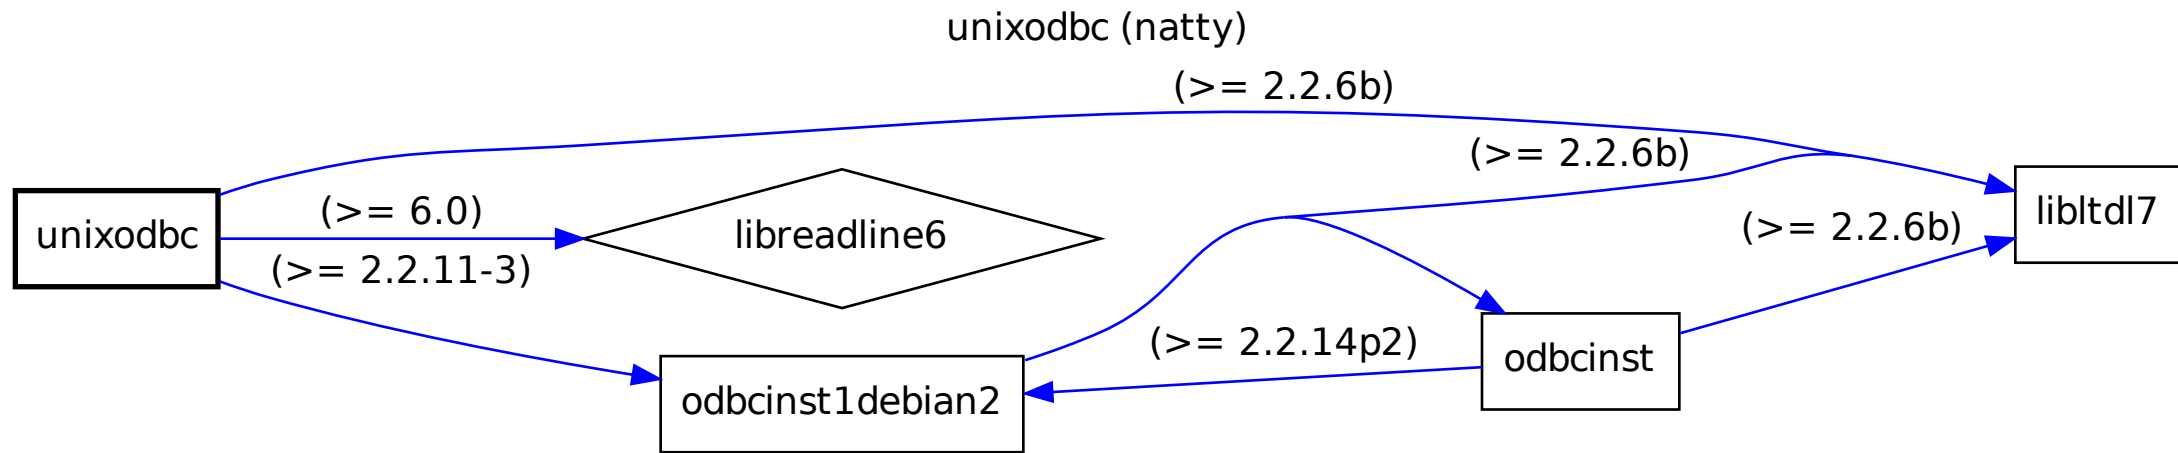 unixodbc (natty)
(>= 2.2.6b)
(>= 2.2.6b)
unixodbc
(>= 6.0)
libreadline6
(>= 2.2.6b)
libltdl7
(>= 2.2.11-3)
(>= 2.2.14p2)
odbcinst
odbcinst1debian2